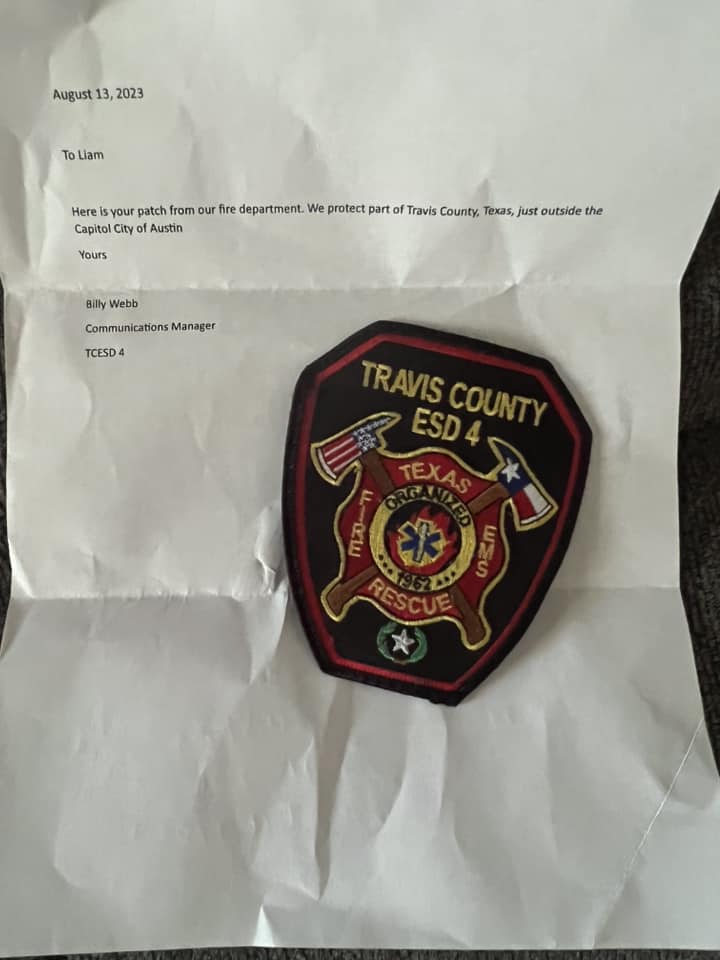 August 13, 2023
To Liam
Here is your patch from our fire department. We protect part of Travis County, Texas, just outside the
Capitol City of Austin
Yours
Billy Webb
Communications Manager
TCESD 4
TRAVIS COUNTY
ESD 4
TEXAS
FIRE
ORGANIZED
EMS
1962
RESCUE